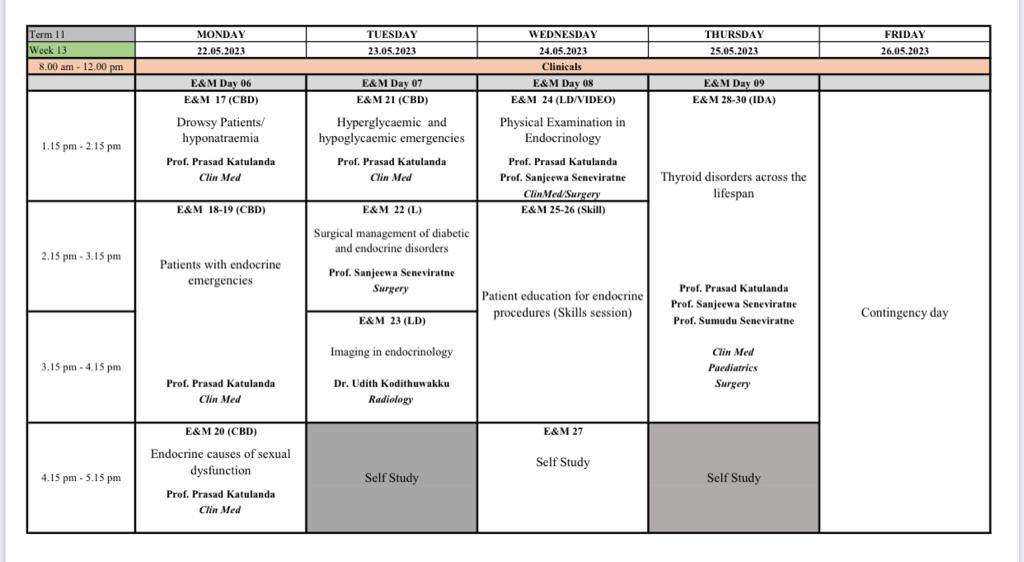 Term 11
MONDAY
TUESDAY
WEDNESDAY
THURSDAY
FRIDAY
Week 13
22.05.2023
23.05.2023
24.05.2023
25.05.2023
26.05.2023
8.00 am - 12.00 pm
Clinicals
E&M Day 06
E&M Day 07
E&M Day 08
E&M Day 09
1.15 pm - 2.15 pm
E&M 17 (CBD)
Drowsy Patients/
hyponatraemia
Prof. Prasad Katulanda
Clin Med
E&M 21 (CBD)
Hyperglycaemic and
hypoglycaemic emergencies
Prof. Prasad Katulanda
Clin Med
E&M 24 (LD/VIDEO)
Physical Examination in
Endocrinology
Prof. Prasad Katulanda
Prof. Sanjeewa Seneviratne
ClinMed/Surgery
E&M 28-30 (IDA)
Thyroid disorders across the
lifespan
Prof. Prasad Katulanda
Prof. Sanjeewa Seneviratne
Prof. Sumudu Seneviratne
Clin Med
Paediatrics
Surgery
Contingency day
2.15 pm - 3.15 pm
E&M 18-19 (CBD)
Patients with endocrine
emergencies
Prof. Prasad Katulanda
Clin Med
E&M 22 (L)
Surgical management of diabetic
and endocrine disorders
Prof. Sanjeewa Seneviratne
Surgery
E&M 25-26 (Skill)
Patient education for endocrine
procedures (Skills session)
3.15 pm - 4.15 pm
E&M 23 (LD)
Imaging in endocrinology
Dr. Udith Kodithuwakku
Radiology
4.15 pm - 5.15 pm
E&M 20 (CBD)
Endocrine causes of sexual
dysfunction
Prof. Prasad Katulanda
Clin Med
Self Study
E&M 27
Self Study
Self Study